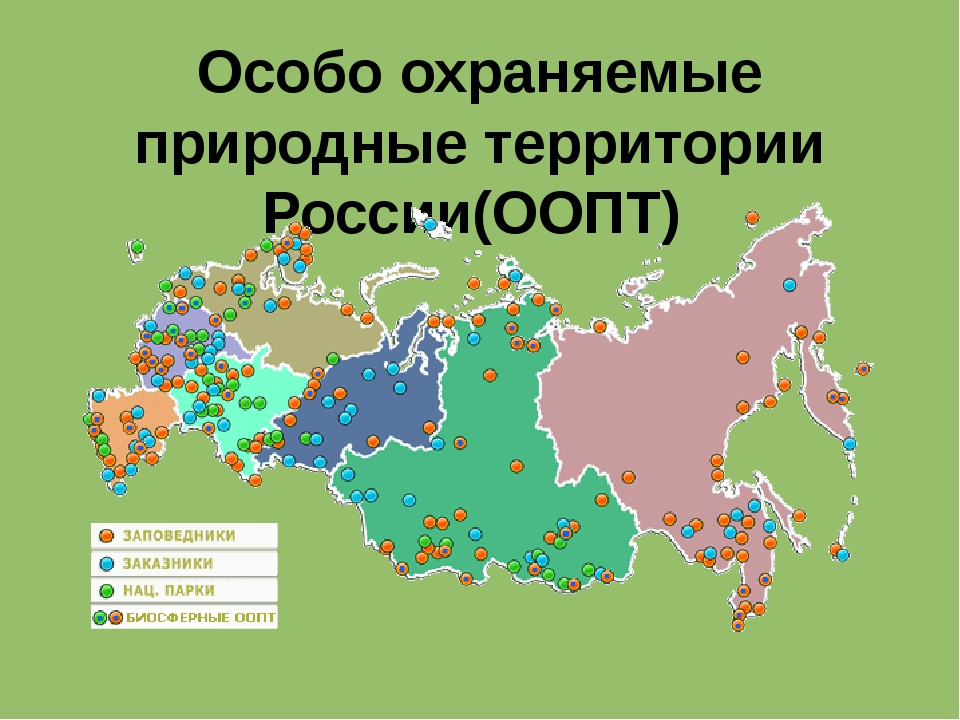 Особо охраняемые
природные территории
России(ООПТ)
ЗАПОВЕДНИКИ
ЗАКАЗНИКИ
НАЦ. ПАРКИ
БИОСФЕРНЫЕ ООПТ